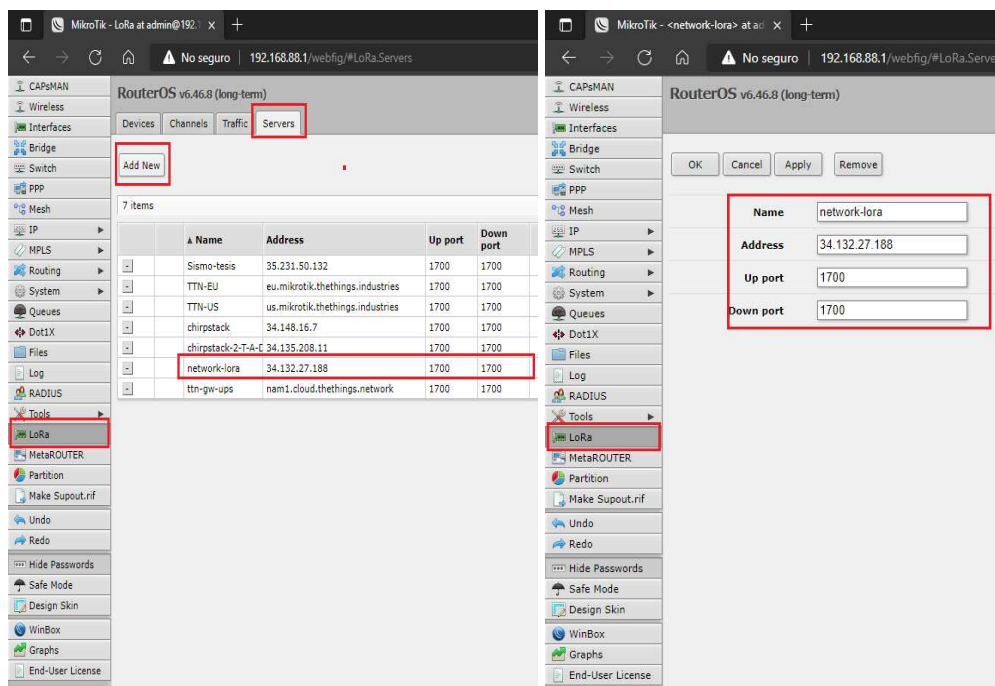 MikroTik - LoRa at admin@192.1
No seguro 192.168.88.1/webfig/#LoRa.Servers
CAPsMAN
Wireless
Interfaces
Bridge
Switch
PPP
Mesh
IP
MPLS
Routing
System
Queues
Dot1X
Files
Log
RADIUS
Tools
LoRa
MetaROUTER
Partition
Make Supout.rif
Undo
Redo
Hide Passwords
Safe Mode
Design Skin
WinBox
Graphs
End-User License
RouterOS v6.46.8 (long-term)
Devices Channels Traffic Servers
Add New
7 items
Name Address Up port Down port
- Sismo-tesis 35.231.50.132 1700 1700
- TTN-EU eu.mikrotik.thethings.industries 1700 1700
- TTN-US us.mikrotik.thethings.industries 1700 1700
- chirpstack 34.148.16.7 1700 1700
- chirpstack-2-T-A-D 34.135.208.11 1700 1700
- network-lora 34.132.27.188 1700 1700
- ttn-gw-ups nam1.cloud.thethings.network 1700 1700
MikroTik - <network-lora> at ad
No seguro 192.168.88.1/webfig/#LoRa.Serve
CAPsMAN
Wireless
Interfaces
Bridge
Switch
PPP
Mesh
IP
MPLS
Routing
System
Queues
Dot1X
Files
Log
RADIUS
Tools
LoRa
MetaROUTER
Partition
Make Supout.rif
Undo
Redo
Hide Passwords
Safe Mode
Design Skin
WinBox
Graphs
End-User License
RouterOS v6.46.8 (long-term)
OK Cancel Apply Remove
Name network-lora
Address 34.132.27.188
Up port 1700
Down port 1700